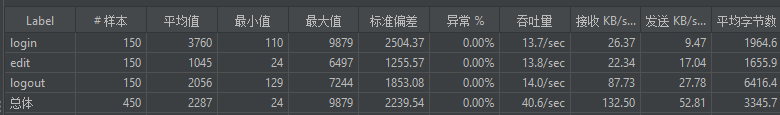 Label # 样本 平均值 最小值 最大值 标准偏差 异常 % 吞吐量 接收 KB/s... 发送 KB/s... 平均字节数
login 150 3760 110 9879 2504.37 0.00% 13.7/sec 26.37 9.47 1964.6
edit 150 1045 24 6497 1255.57 0.00% 13.8/sec 22.34 17.04 1655.9
logout 150 2056 129 7244 1853.08 0.00% 14.0/sec 87.73 27.78 6416.4
总体 450 2287 24 9879 2239.54 0.00% 40.6/sec 132.50 52.81 3345.7